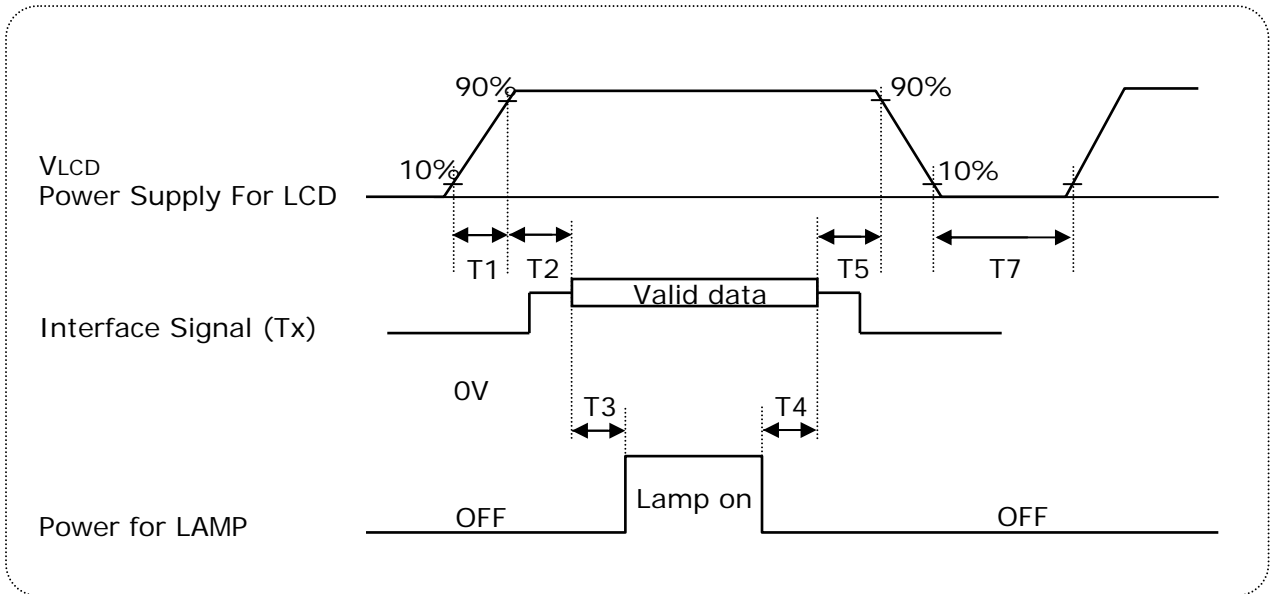 90%
90%
10%
10%
VLCD
Power Supply For LCD
T1
T2
T5
T7
Valid data
Interface Signal (Tx)
0V
T3
T4
Lamp on
Power for LAMP
OFF
OFF